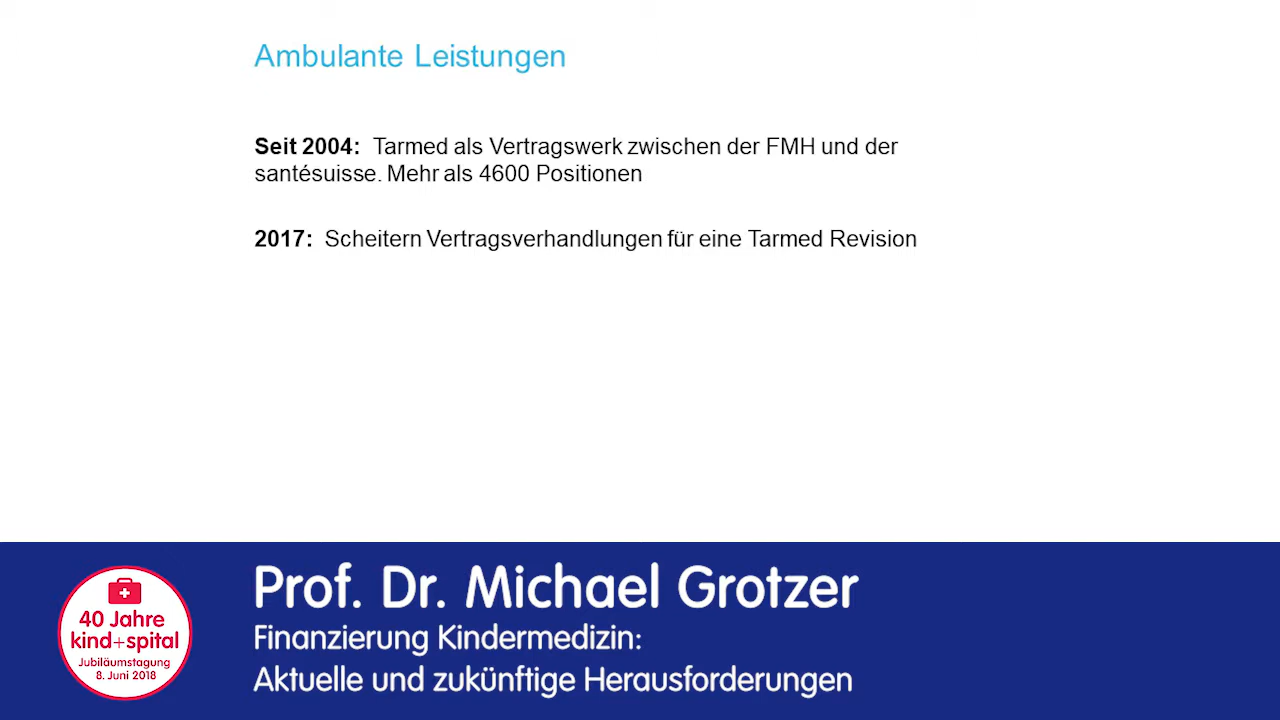 Ambulante Leistungen
Seit 2004: Tarmed als Vertragswerk zwischen der FMH und der
santésuisse. Mehr als 4600 Positionen
2017: Scheitern Vertragsverhandlungen für eine Tarmed Revision
Prof. Dr. Michael Grotzer
Finanzierung Kindermedizin:
Aktuelle und zukünftige Herausforderungen
40 Jahre
kind+spital
Jubiläumstagung
8. Juni 2018